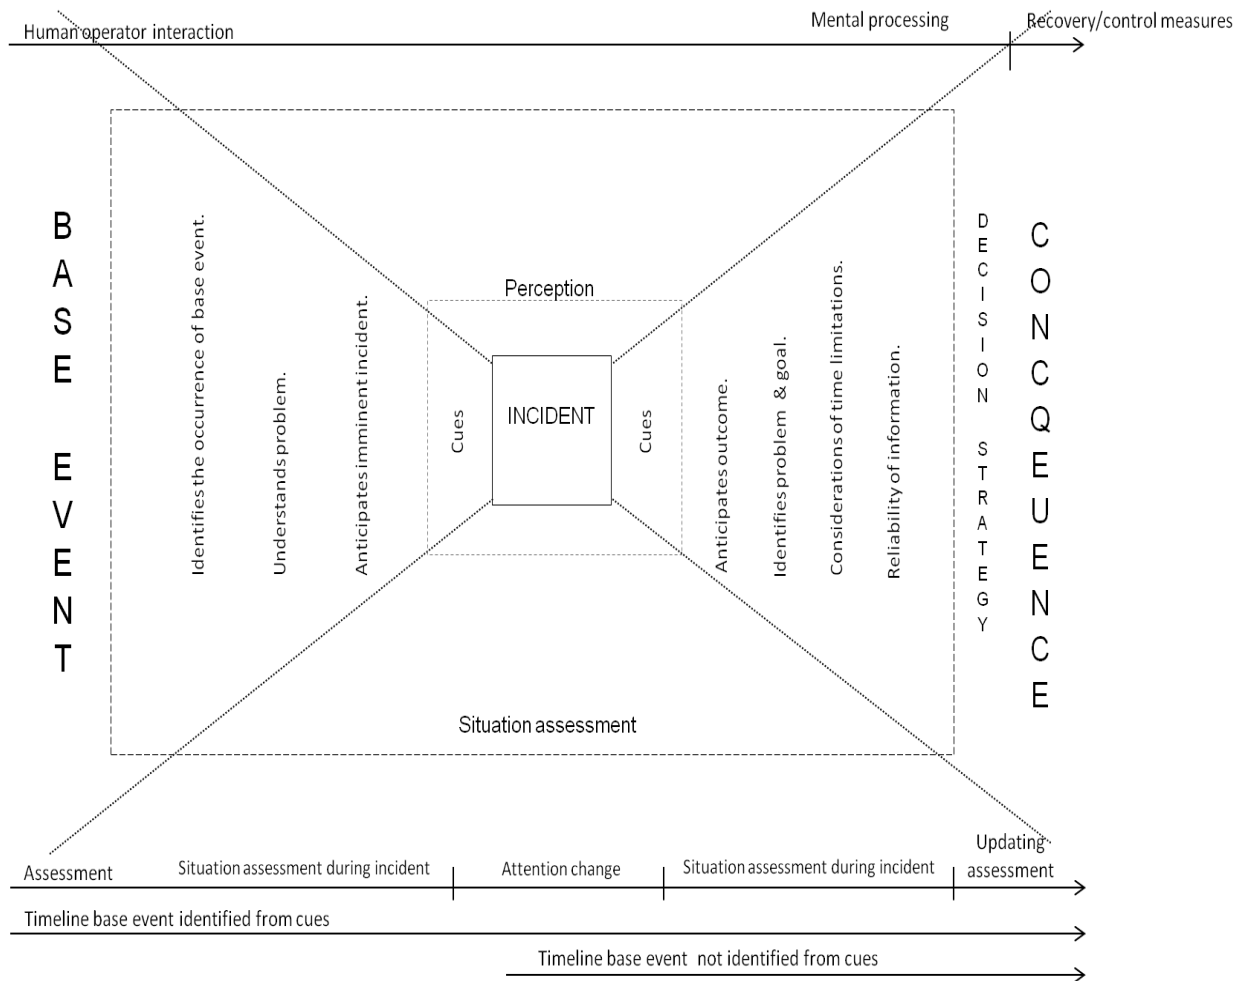 Human operator interaction
Mental processing
Recovery/control measures
BASE EVENT
Identifies the occurrence of base event.
Understands problem.
Anticipates imminent incident.
Perception
Cues
INCIDENT
Cues
Anticipates outcome.
Identifies problem & goal.
Considerations of time limitations.
Reliability of information.
DECISION STRATEGY
CONCQEUENCE
Situation assessment
Assessment
Situation assessment during incident
Attention change
Situation assessment during incident
Updating
assessment
Timeline base event identified from cues
Timeline base event not identified from cues